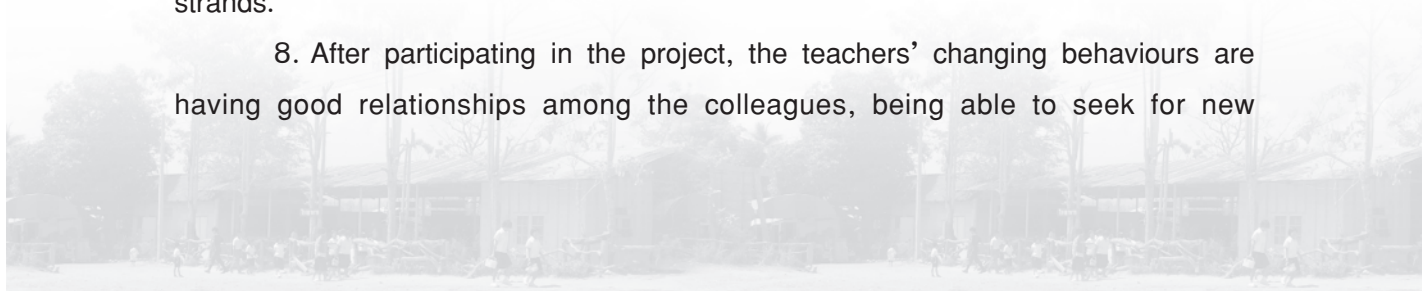 strands.
8. After participating in the project, the teachers’ changing behaviours are
having good relationships among the colleagues, being able to seek for new